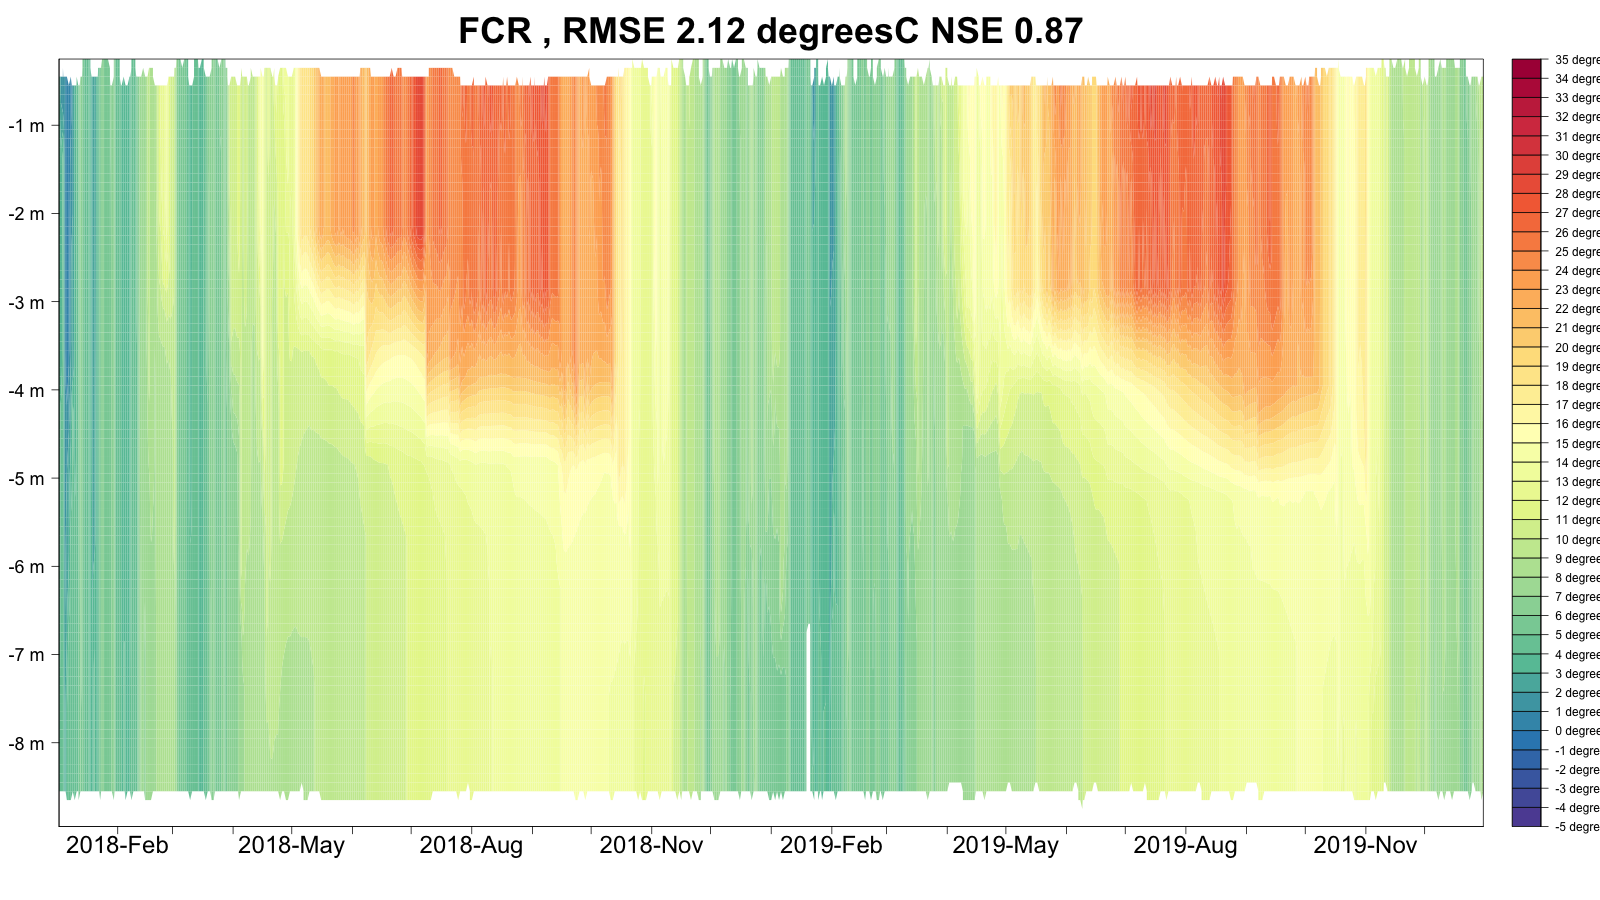 FCR , RMSE 2.12 degreesC NSE 0.87
-1 m
-2 m
-3 m
-4 m
-5 m
-6 m
-7 m
-8 m
2018-Feb 2018-May 2018-Aug 2018-Nov 2019-Feb 2019-May 2019-Aug 2019-Nov
35 degre
34 degre
33 degre
32 degre
31 degre
30 degre
29 degre
28 degre
27 degre
26 degre
25 degre
24 degre
23 degre
22 degre
21 degre
20 degre
19 degre
18 degre
17 degre
16 degre
15 degre
14 degre
13 degre
12 degre
11 degre
10 degre
9 degree
8 degree
7 degree
6 degree
5 degree
4 degree
3 degree
2 degree
1 degree
0 degree
-1 degre
-2 degre
-3 degre
-4 degre
-5 degre